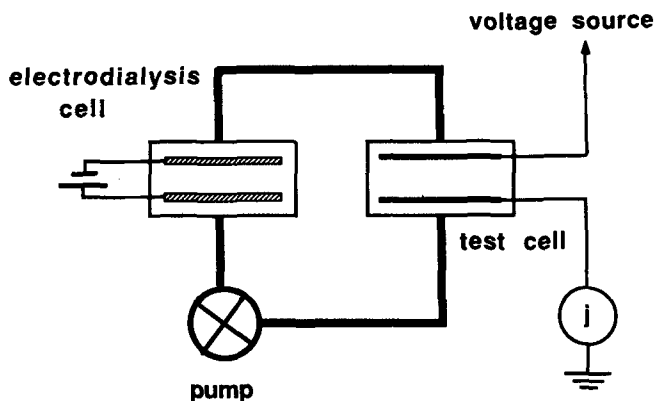 voltage source
electrodialysis
cell
test cell
j
pump